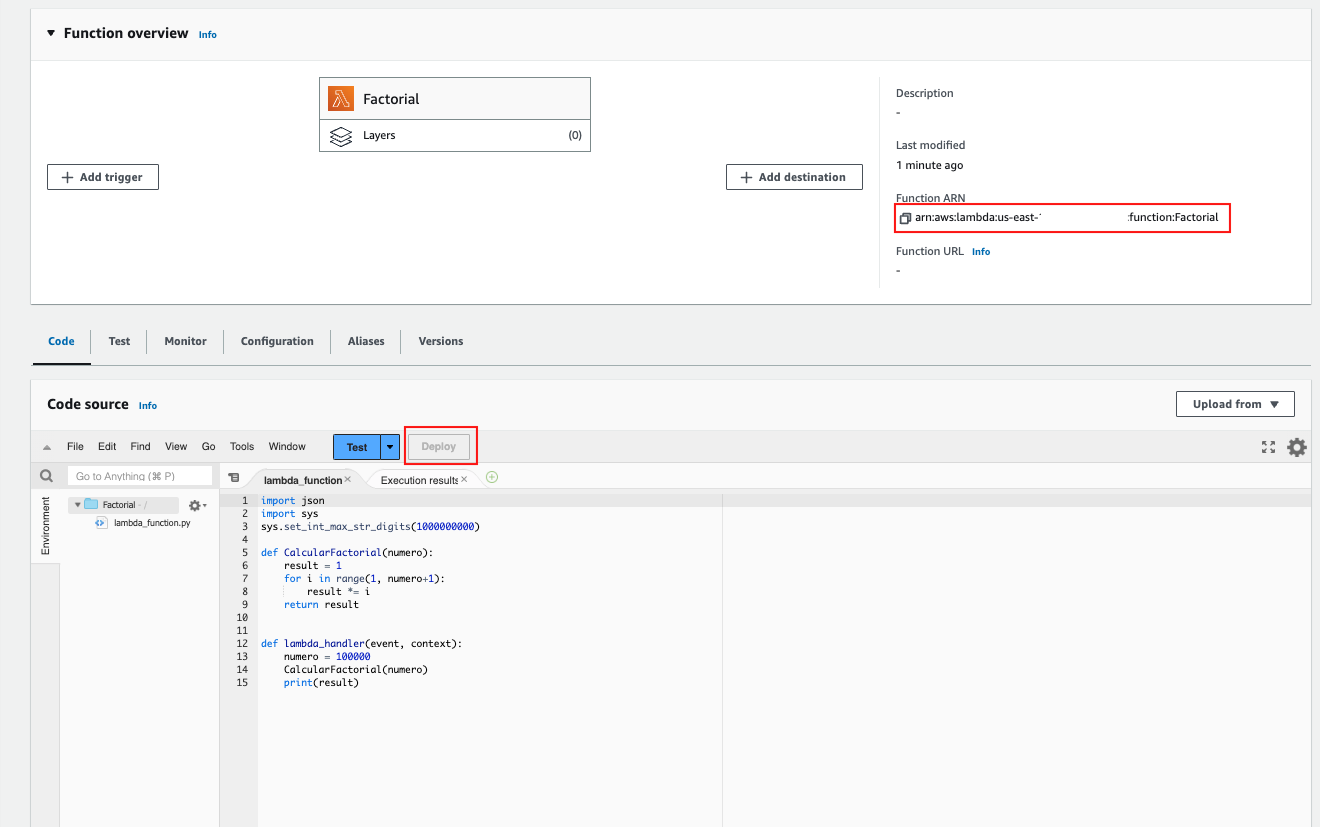 ▼ Function overview Info
Factorial
Layers (0)
+ Add trigger
+ Add destination
Description
-
Last modified
1 minute ago
Function ARN
arn:aws:lambda:us-east- :function:Factorial
Function URL Info
-
Code Test Monitor Configuration Aliases Versions
Code source Info
Upload from ▼
File Edit Find View Go Tools Window Test Deploy
Go to Anything (⌘ P)
lambda_function × Execution results ×
Environment
Factorial - /
lambda_function.py
1 import json
2 import sys
3 sys.set_int_max_str_digits(1000000000)
4
5 def CalcularFactorial(numero):
6     result = 1
7     for i in range(1, numero+1):
8         result *= i
9     return result
10
11
12 def lambda_handler(event, context):
13     numero = 100000
14     CalcularFactorial(numero)
15     print(result)